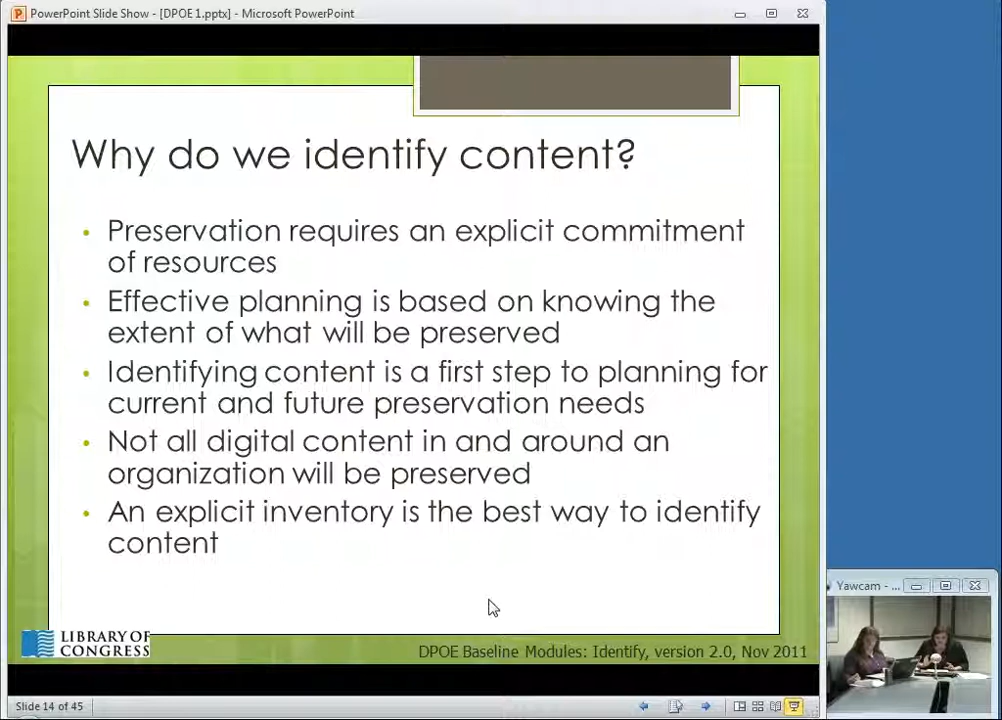 PowerPoint Slide Show - [DPOE 1.pptx] - Microsoft PowerPoint
Why do we identify content?
• Preservation requires an explicit commitment
of resources
• Effective planning is based on knowing the
extent of what will be preserved
• Identifying content is a first step to planning for
current and future preservation needs
• Not all digital content in and around an
organization will be preserved
• An explicit inventory is the best way to identify
content
LIBRARY OF
CONGRESS
DPOE Baseline Modules: Identify, version 2.0, Nov 2011
Slide 14 of 45
Yawcam - ...